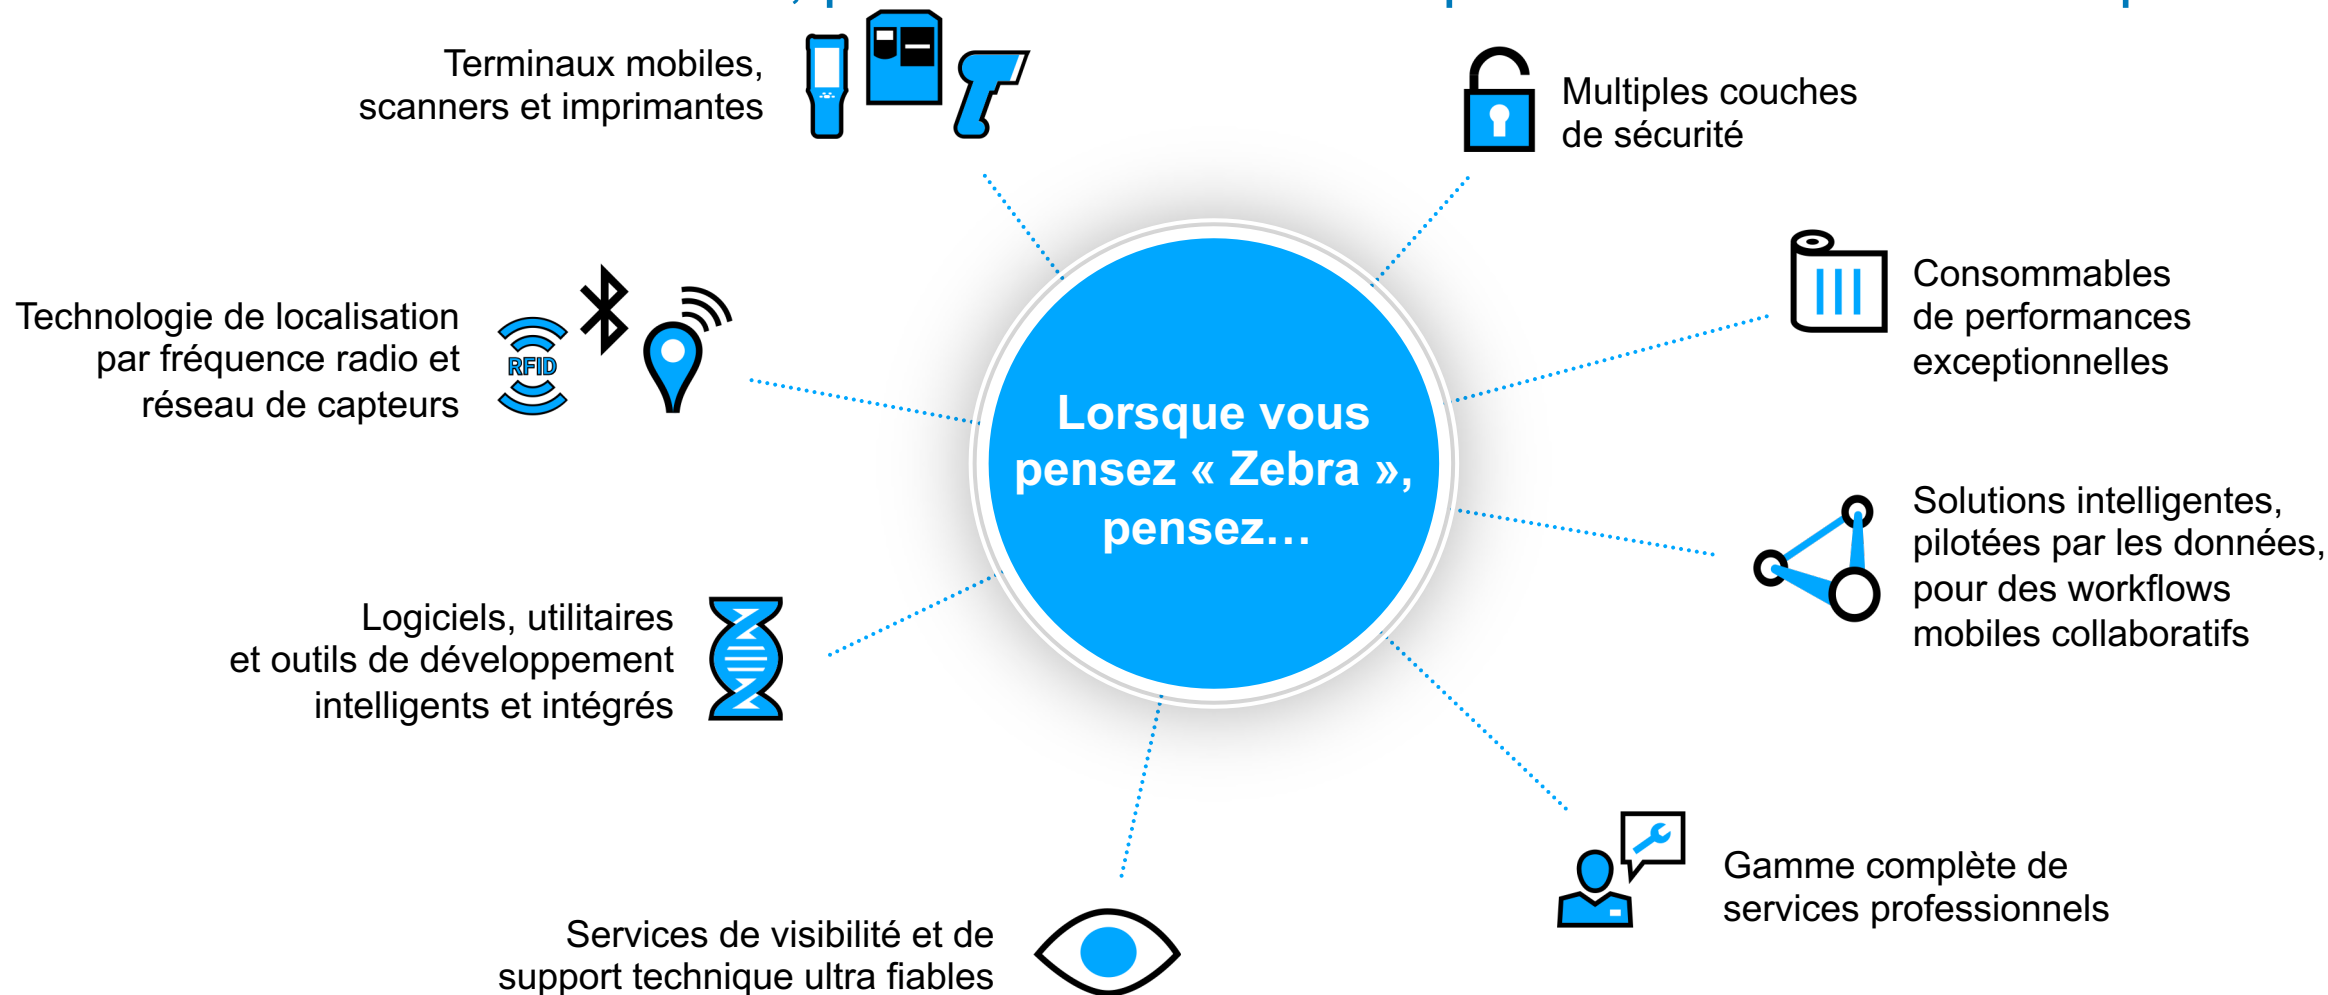 Terminaux mobiles,
scanners et imprimantes
Multiples couches
de sécurité
Technologie de localisation
par fréquence radio et
réseau de capteurs
RFID
Consommables
de performances
exceptionnelles
Lorsque vous
pensez « Zebra »,
pensez…
Solutions intelligentes,
pilotées par les données,
pour des workflows
mobiles collaboratifs
Logiciels, utilitaires
et outils de développement
intelligents et intégrés
Gamme complète de
services professionnels
Services de visibilité et de
support technique ultra fiables